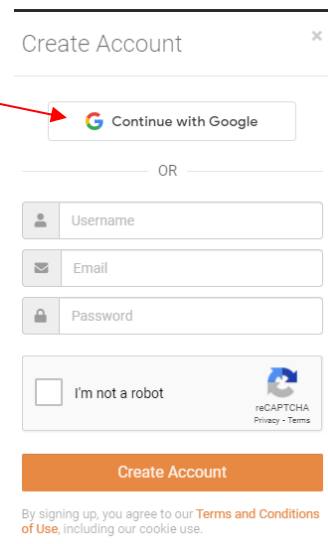 Create Account
×
Continue with Google
OR
Username
Email
Password
I'm not a robot
reCAPTCHA
Privacy - Terms
Create Account
By signing up, you agree to our Terms and Conditions
of Use, including our cookie use.